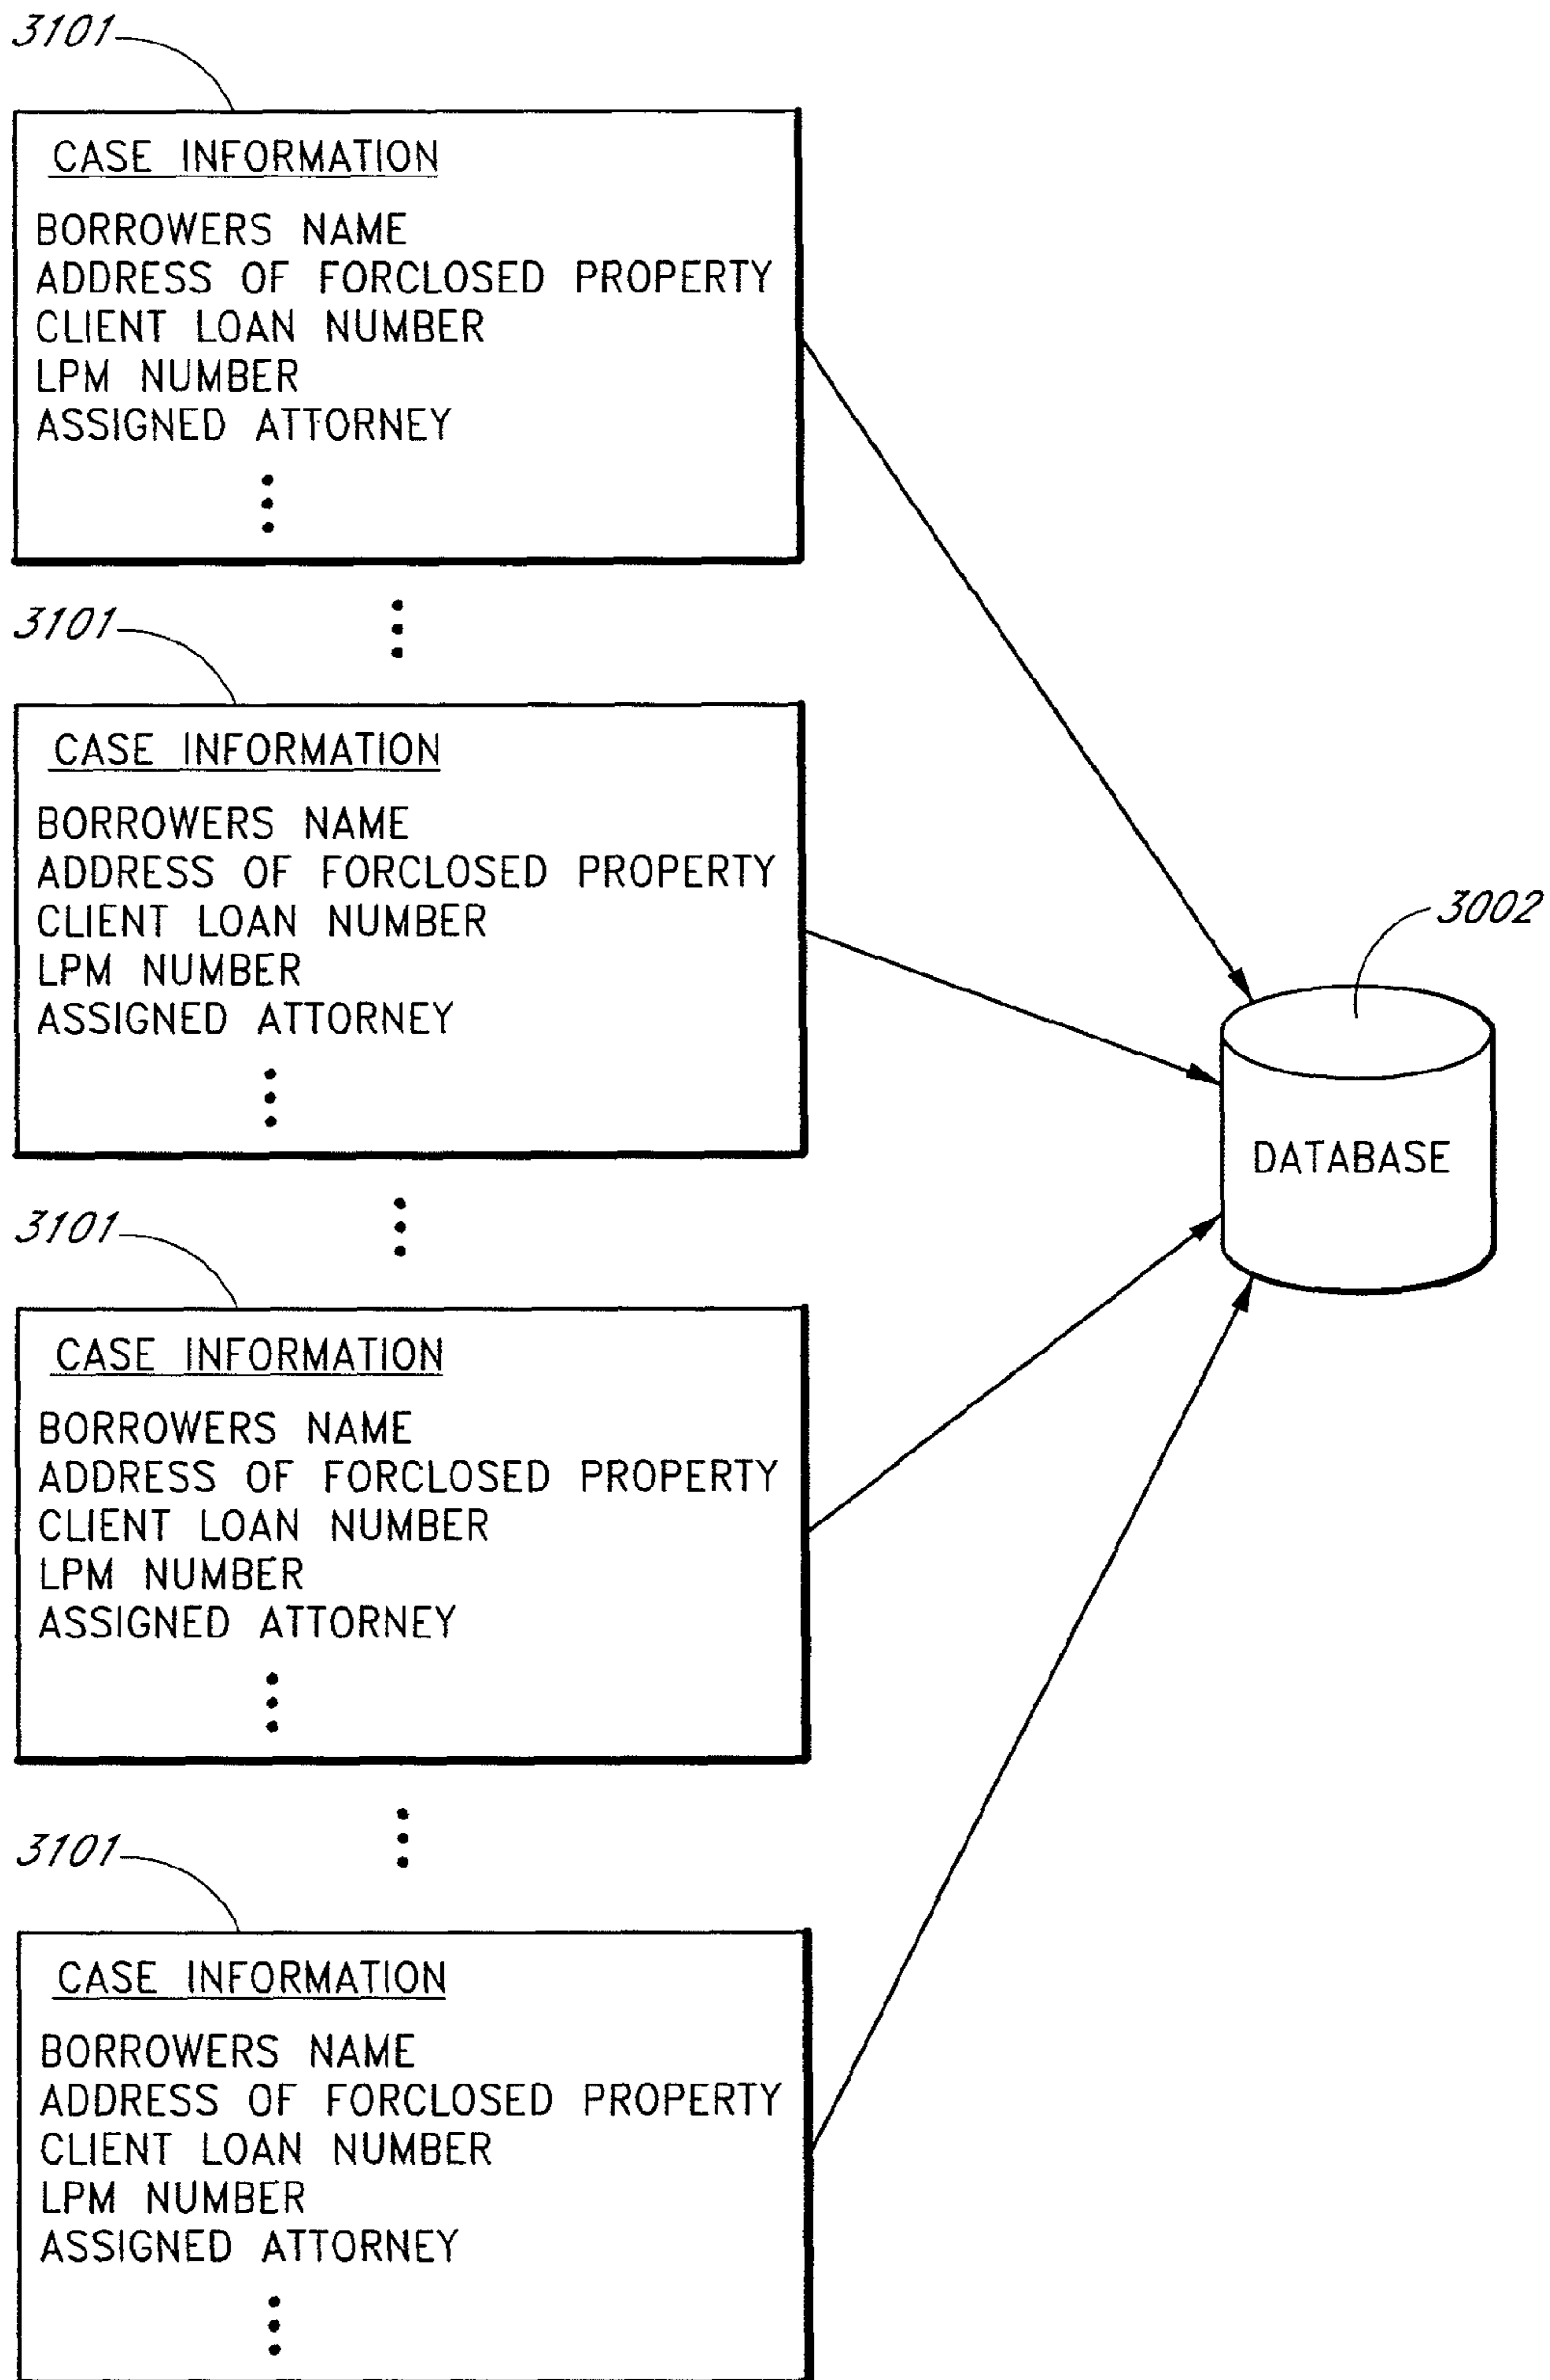 3101
CASE INFORMATION
BORROWERS NAME
ADDRESS OF FORCLOSED PROPERTY
CLIENT LOAN NUMBER
LPM NUMBER
ASSIGNED ATTORNEY
3101
CASE INFORMATION
BORROWERS NAME
ADDRESS OF FORCLOSED PROPERTY
CLIENT LOAN NUMBER
LPM NUMBER
ASSIGNED ATTORNEY
3002
DATABASE
3101
CASE INFORMATION
BORROWERS NAME
ADDRESS OF FORCLOSED PROPERTY
CLIENT LOAN NUMBER
LPM NUMBER
ASSIGNED ATTORNEY
3101
CASE INFORMATION
BORROWERS NAME
ADDRESS OF FORCLOSED PROPERTY
CLIENT LOAN NUMBER
LPM NUMBER
ASSIGNED ATTORNEY